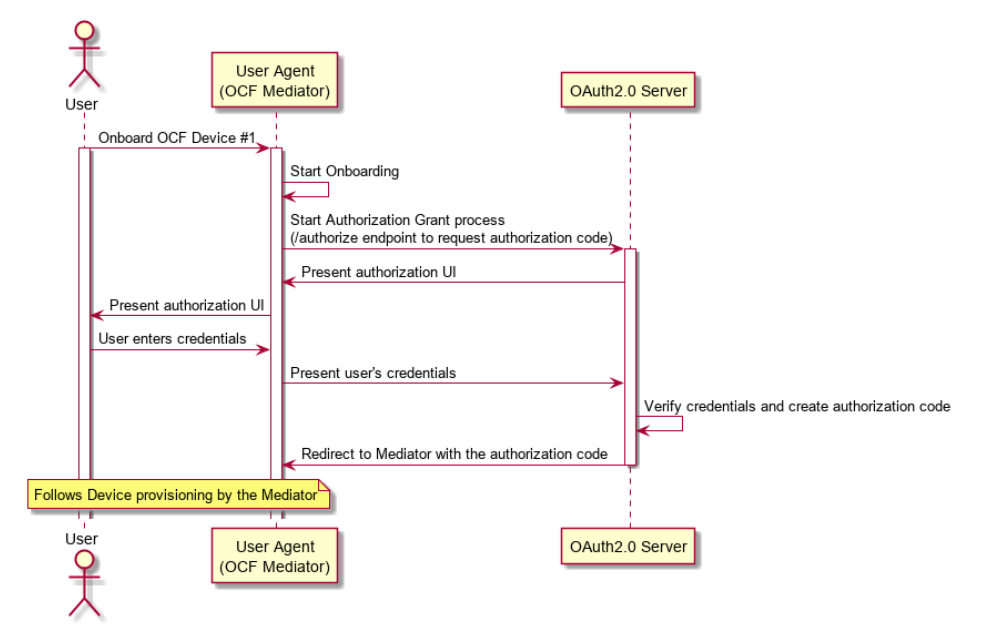 User
User Agent
(OCF Mediator)
OAuth2.0 Server
Onboard OCF Device #1
Start Onboarding
Start Authorization Grant process
(/authorize endpoint to request authorization code)
Present authorization UI
Present authorization UI
User enters credentials
Present user's credentials
Verify credentials and create authorization code
Redirect to Mediator with the authorization code
Follows Device provisioning by the Mediator
User
User Agent
(OCF Mediator)
OAuth2.0 Server